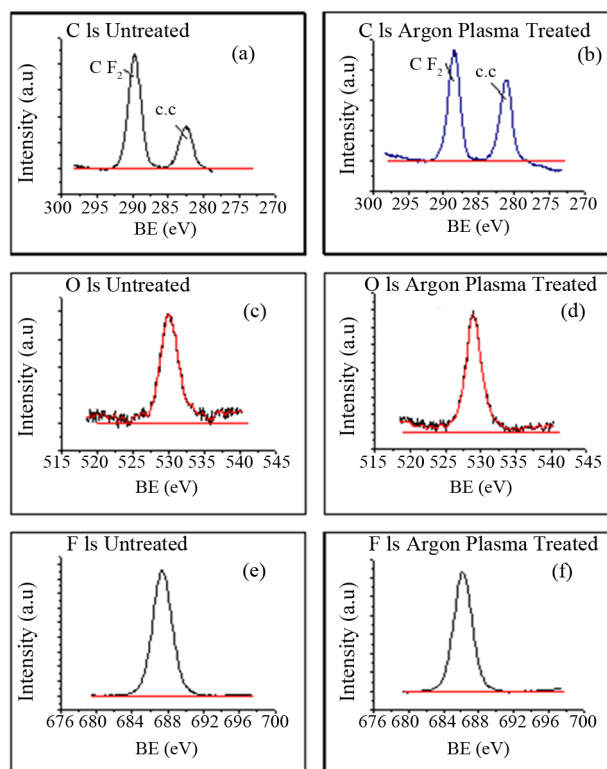 C ls Untreated
(a)
C F2
c.c
Intensity (a.u)
300 295 290 285 280 275 270
BE (eV)
C ls Argon Plasma Treated
(b)
C F2
c.c
Intensity (a.u)
300 295 290 285 280 275 270
BE (eV)
O ls Untreated
(c)
Intensity (a.u)
515 520 525 530 535 540 545
BE (eV)
O ls Argon Plasma Treated
(d)
Intensity (a.u)
515 520 525 530 535 540 545
BE (eV)
F ls Untreated
(e)
Intensity (a.u)
676 680 684 688 692 696 700
BE (eV)
F ls Argon Plasma Treated
(f)
Intensity (a.u)
676 680 684 686 692 696 700
BE (eV)